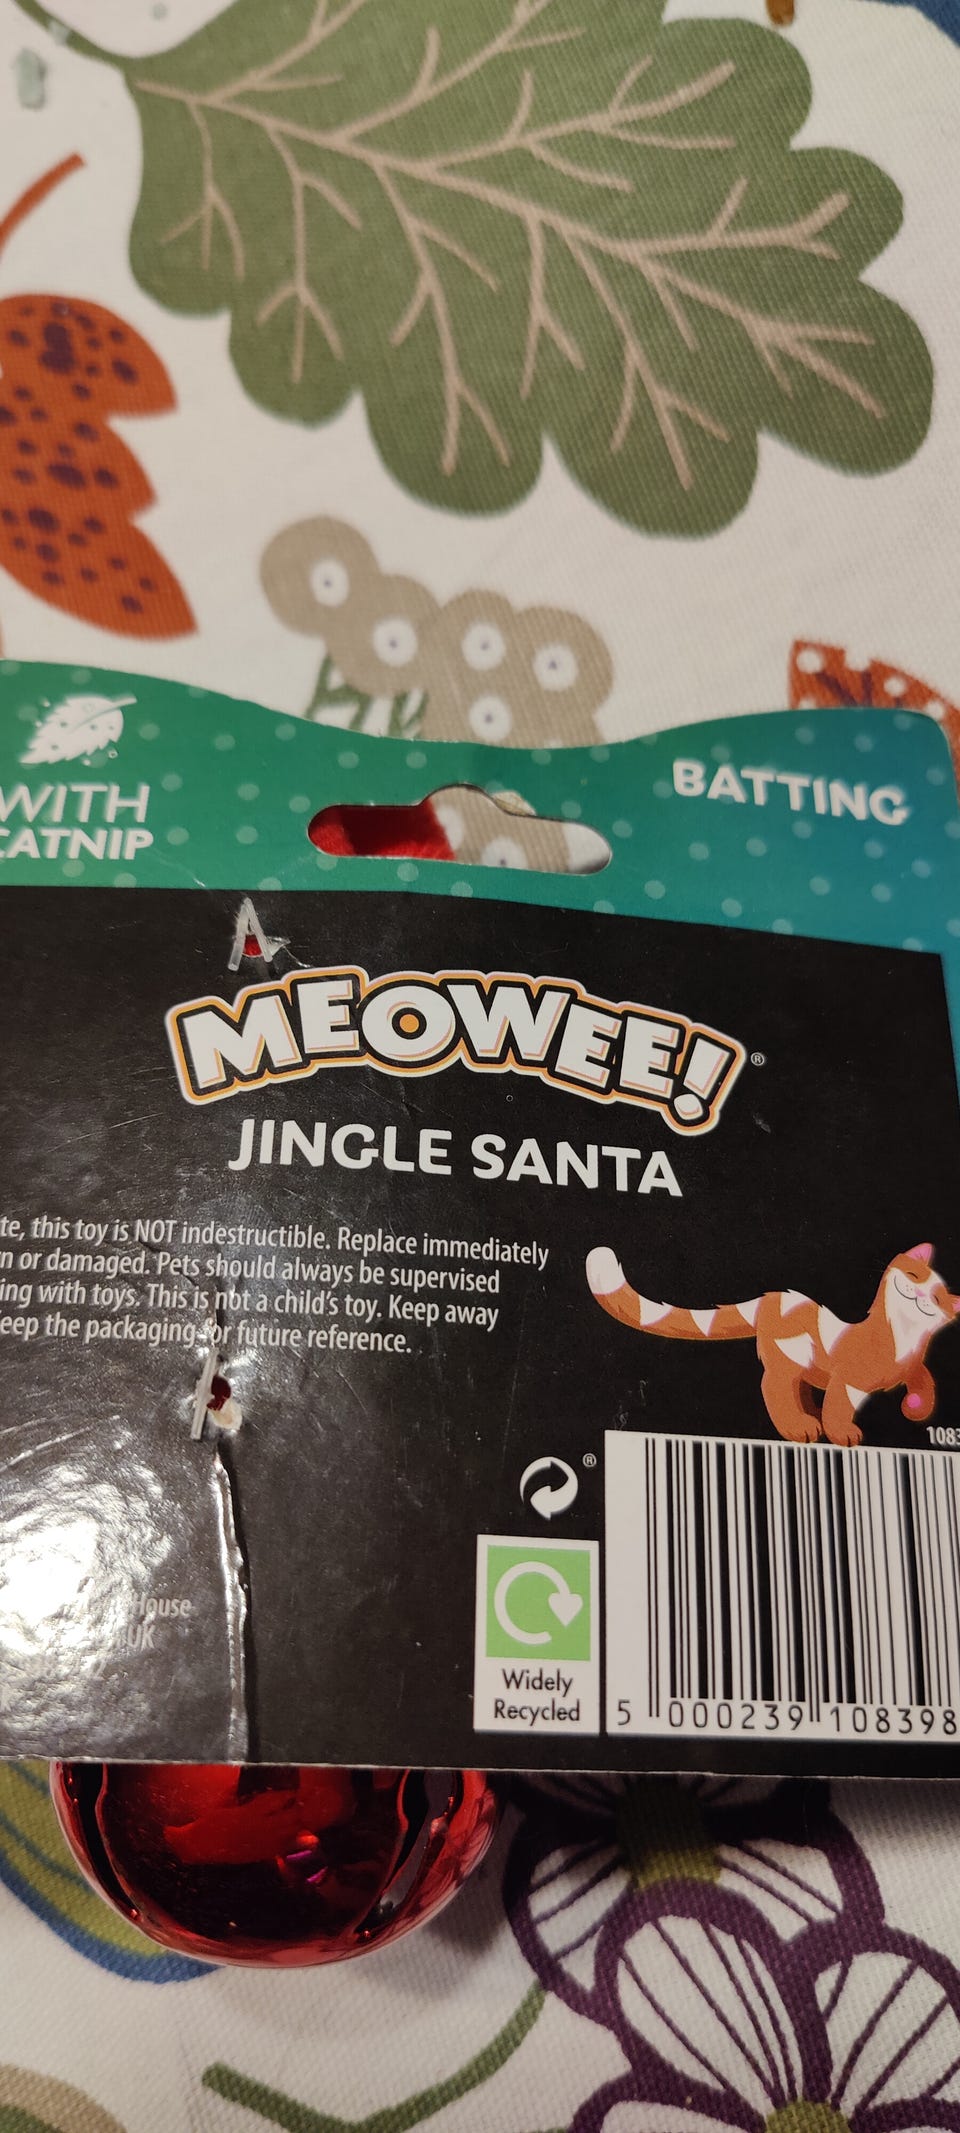 WITH
CATNIP
BATTING
MEOWEE!®
JINGLE SANTA
te, this toy is NOT indestructible. Replace immediately
n or damaged. Pets should always be supervised
ing with toys. This is not a child's toy. Keep away
eep the packaging for future reference.
1083
®
House
UK
Widely
Recycled
5 000239 108398